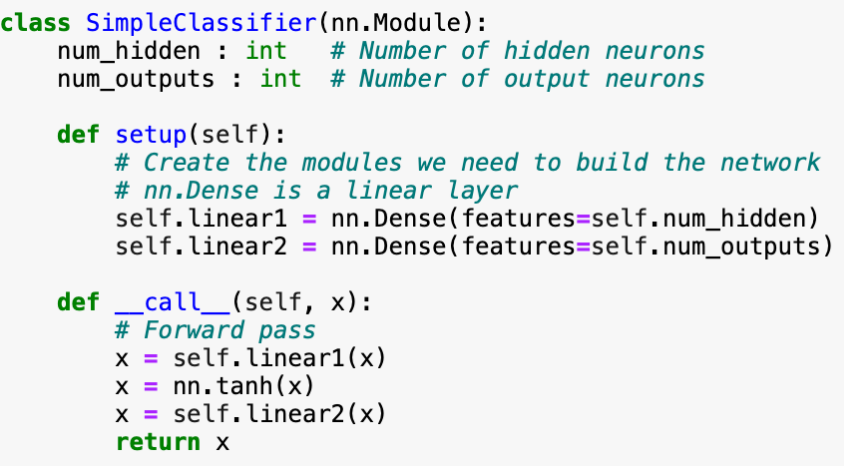 class SimpleClassifier(nn.Module):
    num_hidden : int   # Number of hidden neurons
    num_outputs : int  # Number of output neurons

    def setup(self):
        # Create the modules we need to build the network
        # nn.Dense is a linear layer
        self.linear1 = nn.Dense(features=self.num_hidden)
        self.linear2 = nn.Dense(features=self.num_outputs)

    def __call__(self, x):
        # Forward pass
        x = self.linear1(x)
        x = nn.tanh(x)
        x = self.linear2(x)
        return x